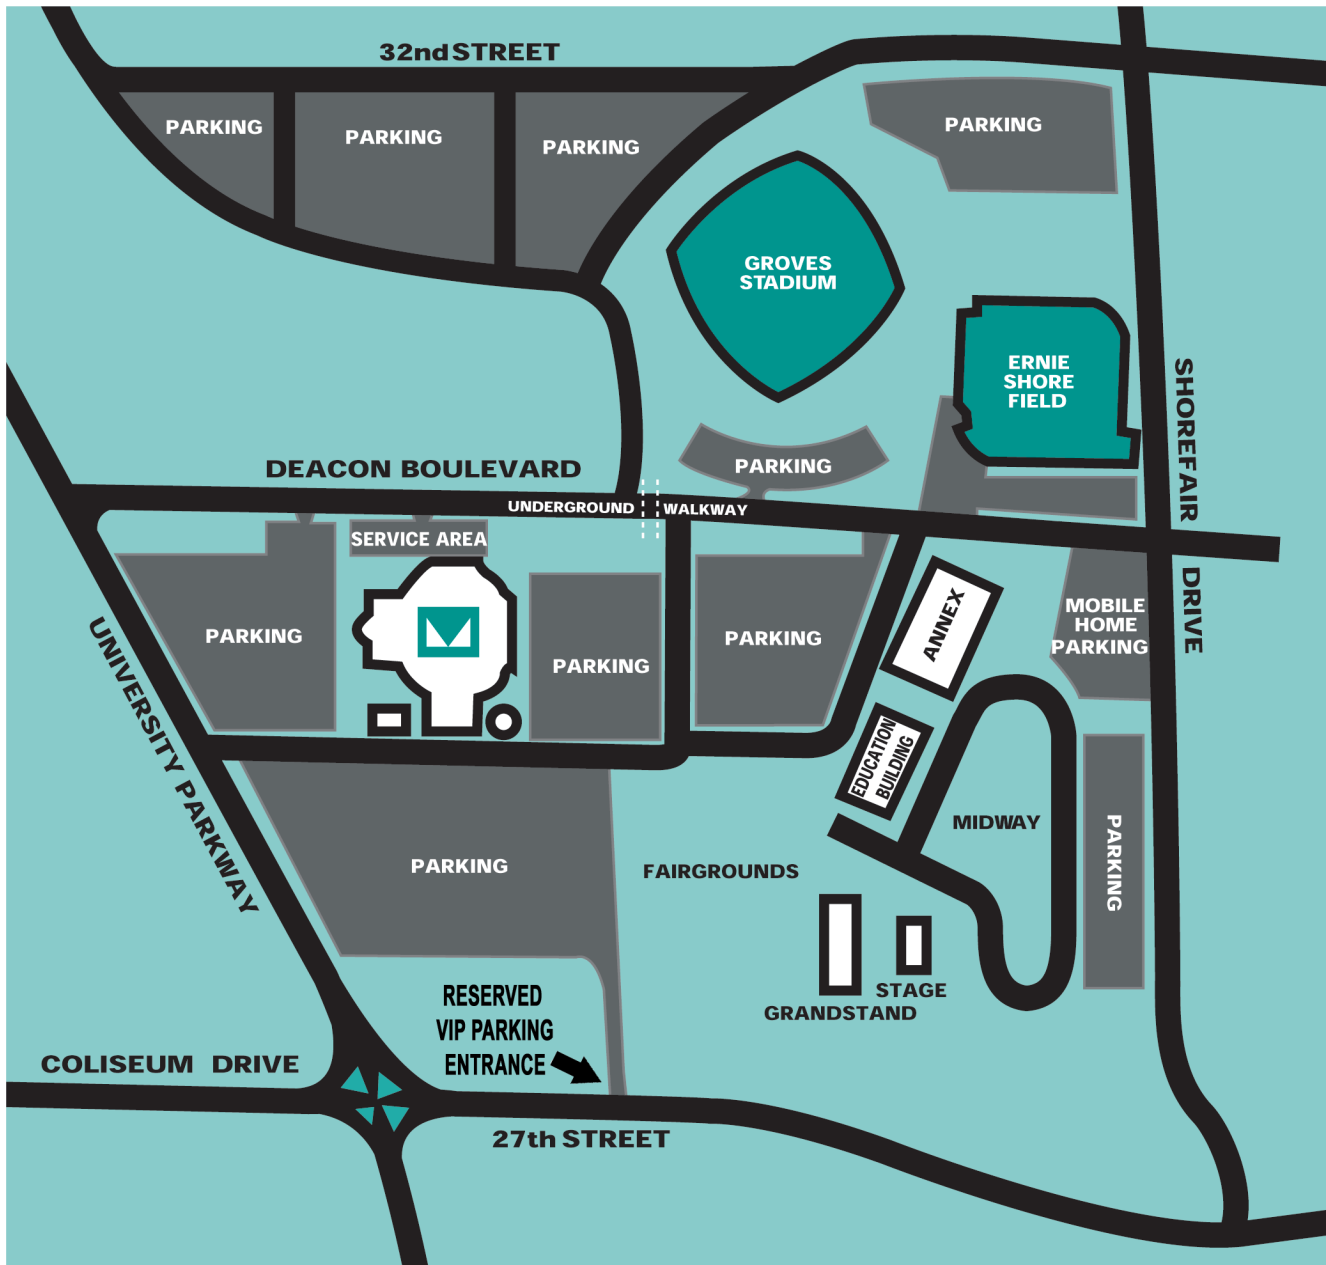 32nd STREET
PARKING
PARKING
PARKING
PARKING
GROVES
STADIUM
ERNIE
SHORE
FIELD
SHOREFAIR DRIVE
DEACON BOULEVARD
PARKING
UNDERGROUND WALKWAY
SERVICE AREA
PARKING
PARKING
PARKING
ANNEX
MOBILE
HOME
PARKING
UNIVERSITY PARKWAY
EDUCATION
BUILDING
MIDWAY
PARKING
PARKING
FAIRGROUNDS
STAGE
GRANDSTAND
RESERVED
VIP PARKING
ENTRANCE
COLISEUM DRIVE
27th STREET